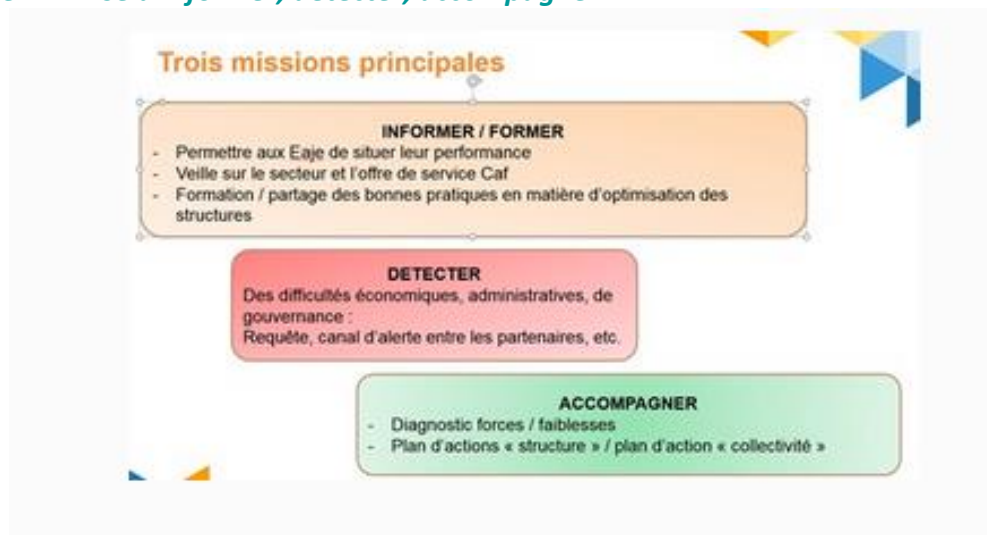 Trois missions principales
INFORMER / FORMER
- Permettre aux Eaje de situer leur performance
- Veille sur le secteur et l'offre de service Caf
- Formation / partage des bonnes pratiques en matière d'optimisation des
structures
DETECTER
Des difficultés économiques, administratives, de
gouvernance :
Requête, canal d'alerte entre les partenaires, etc.
ACCOMPAGNER
- Diagnostic forces / faiblesses
- Plan d'actions « structure » / plan d'action « collectivité »